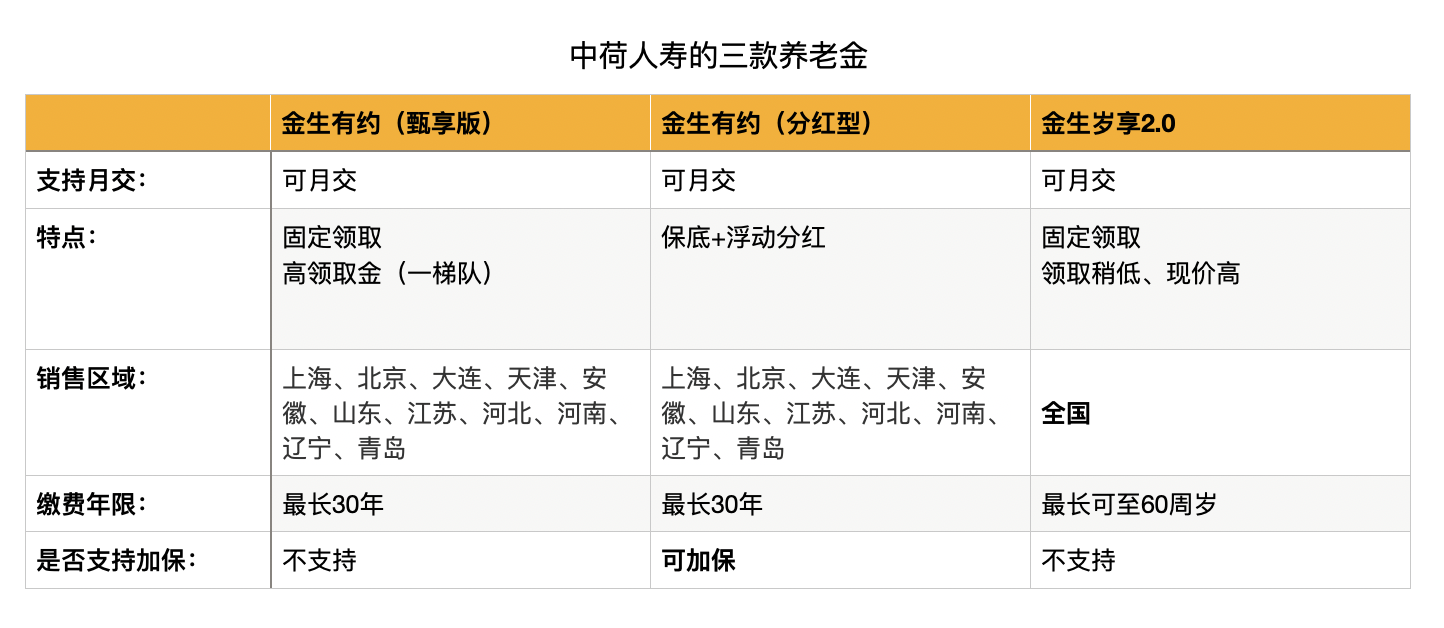 中荷人寿的三款养老金
金生有约（甄享版）
金生有约（分红型）
金生岁享2.0
支持月交：
可月交
可月交
可月交
特点：
固定领取
高领取金（一梯队）
保底+浮动分红
固定领取
领取稍低、现价高
销售区域：
上海、北京、大连、天津、安
徽、山东、江苏、河北、河南、
辽宁、青岛
上海、北京、大连、天津、安
徽、山东、江苏、河北、河南、
辽宁、青岛
全国
缴费年限：
最长30年
最长30年
最长可至60周岁
是否支持加保：
不支持
可加保
不支持